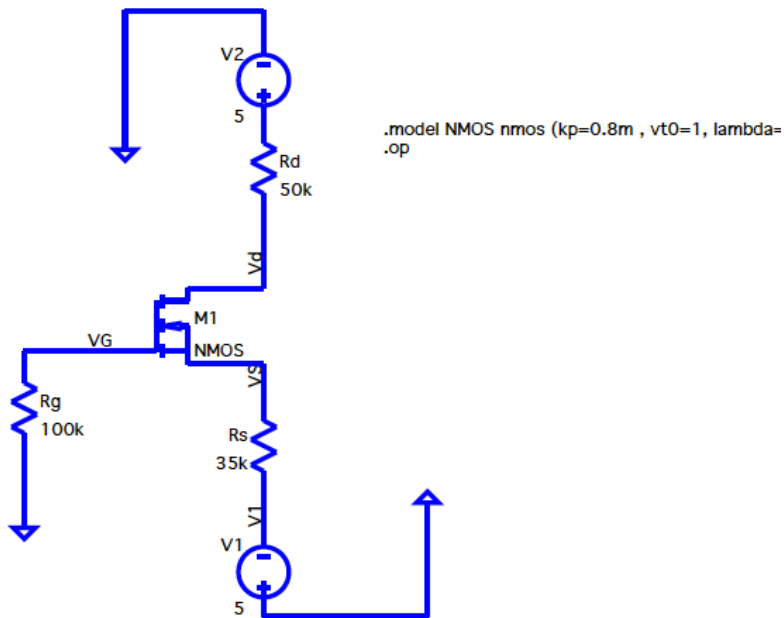 V2
5
.model NMOS nmos (kp=0.8m , vt0=1, lambda=
.op
Rd
50k
Vd
M1
VG
NMOS
VS
Rg
100k
Rs
35k
V1
V1
5